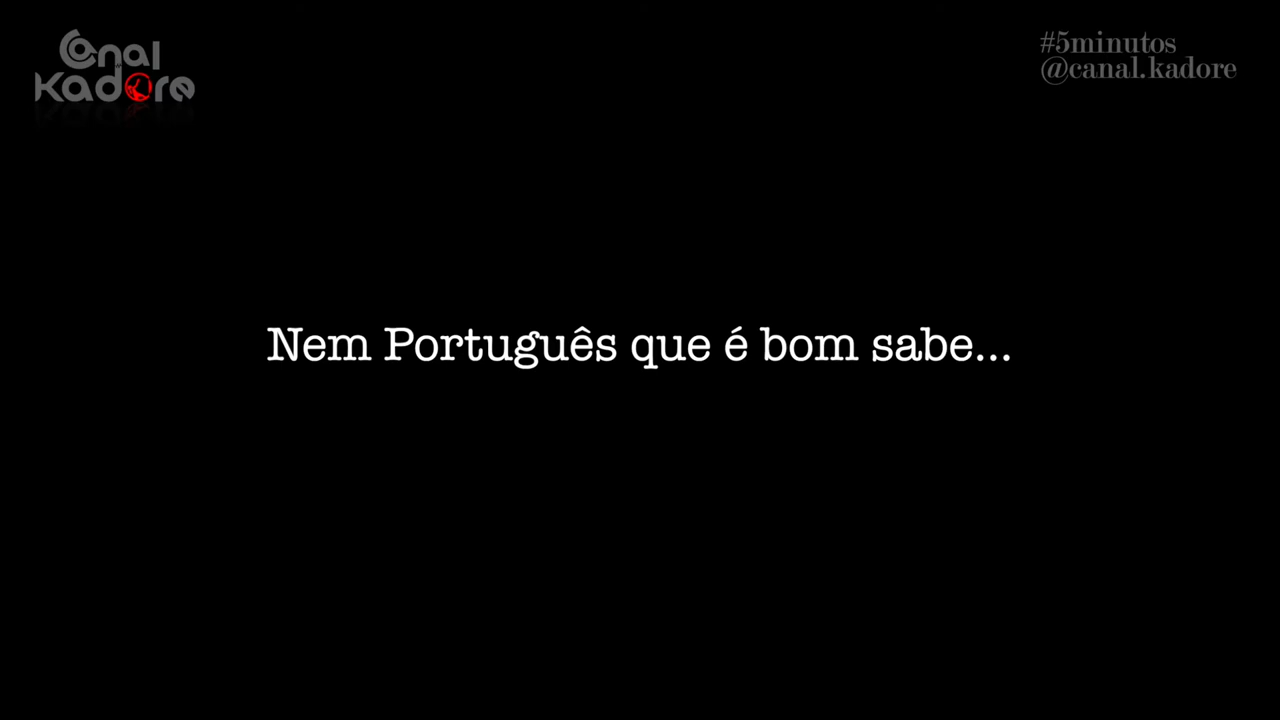 Canal
Kadore
#5minutos
@canal.kadore
Nem Português que é bom sabe...